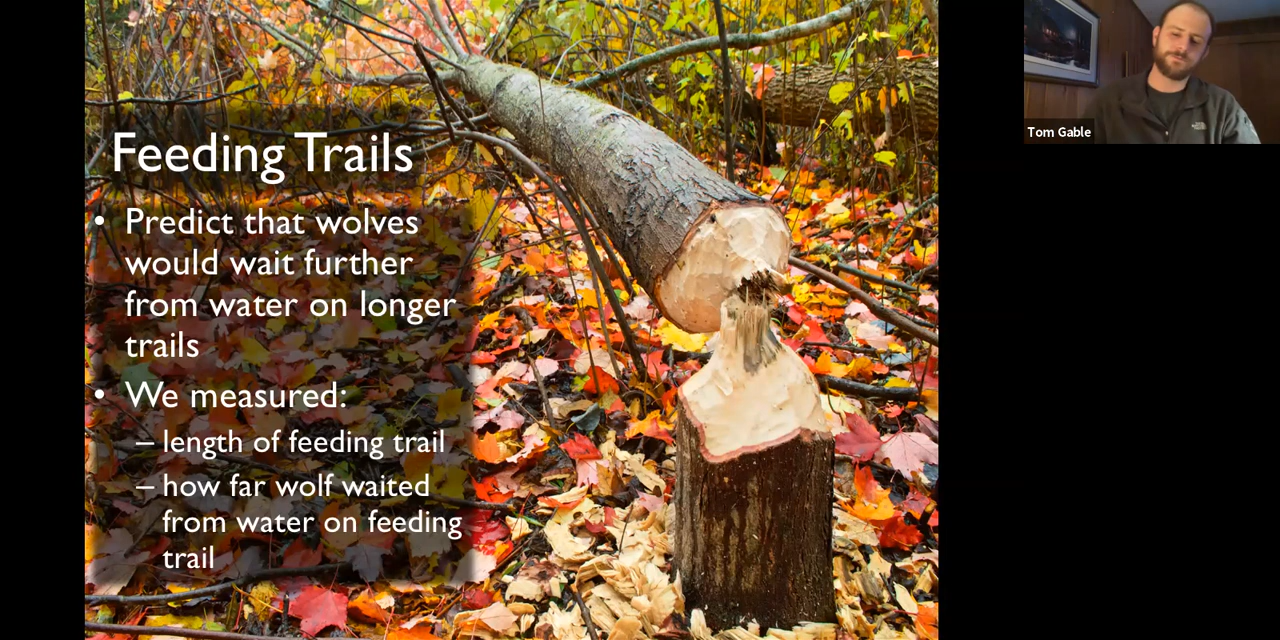 Feeding Trails
• Predict that wolves
would wait further
from water on longer
trails
• We measured:
– length of feeding trail
– how far wolf waited
from water on feeding
trail
Tom Gable